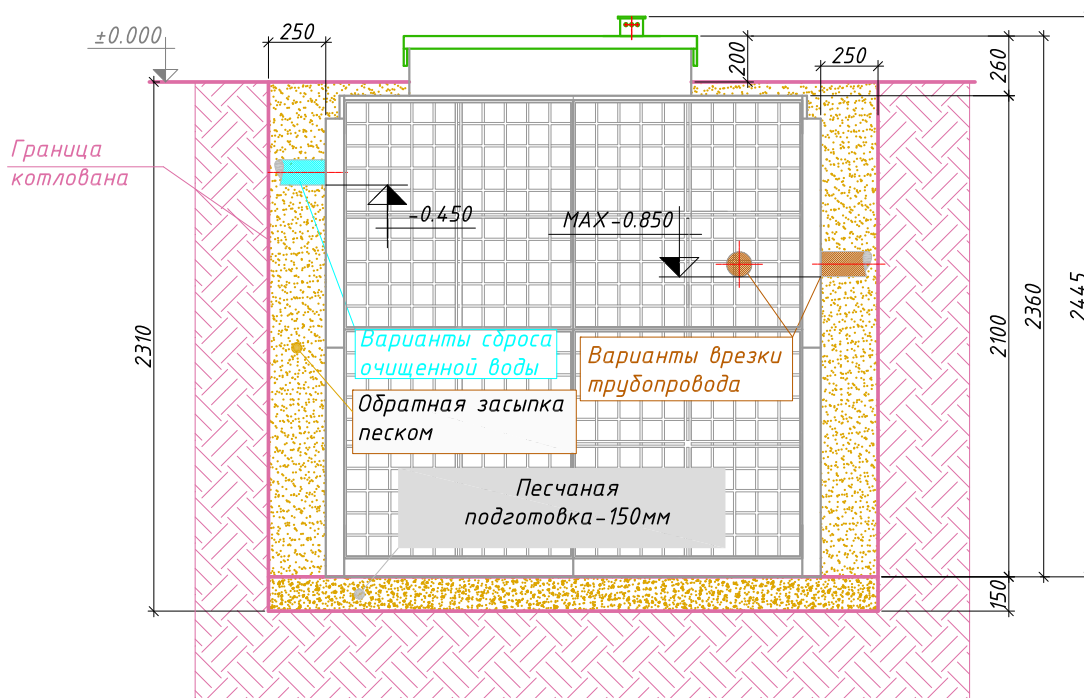 ±0.000
250
200
250
260
Граница
котлована
-0.450
MAX-0.850
2445
2360
2100
2310
Варианты сброса
очищенной воды
Варианты врезки
трубопровода
Обратная засыпка
песком
Песчаная
подготовка-150мм
150